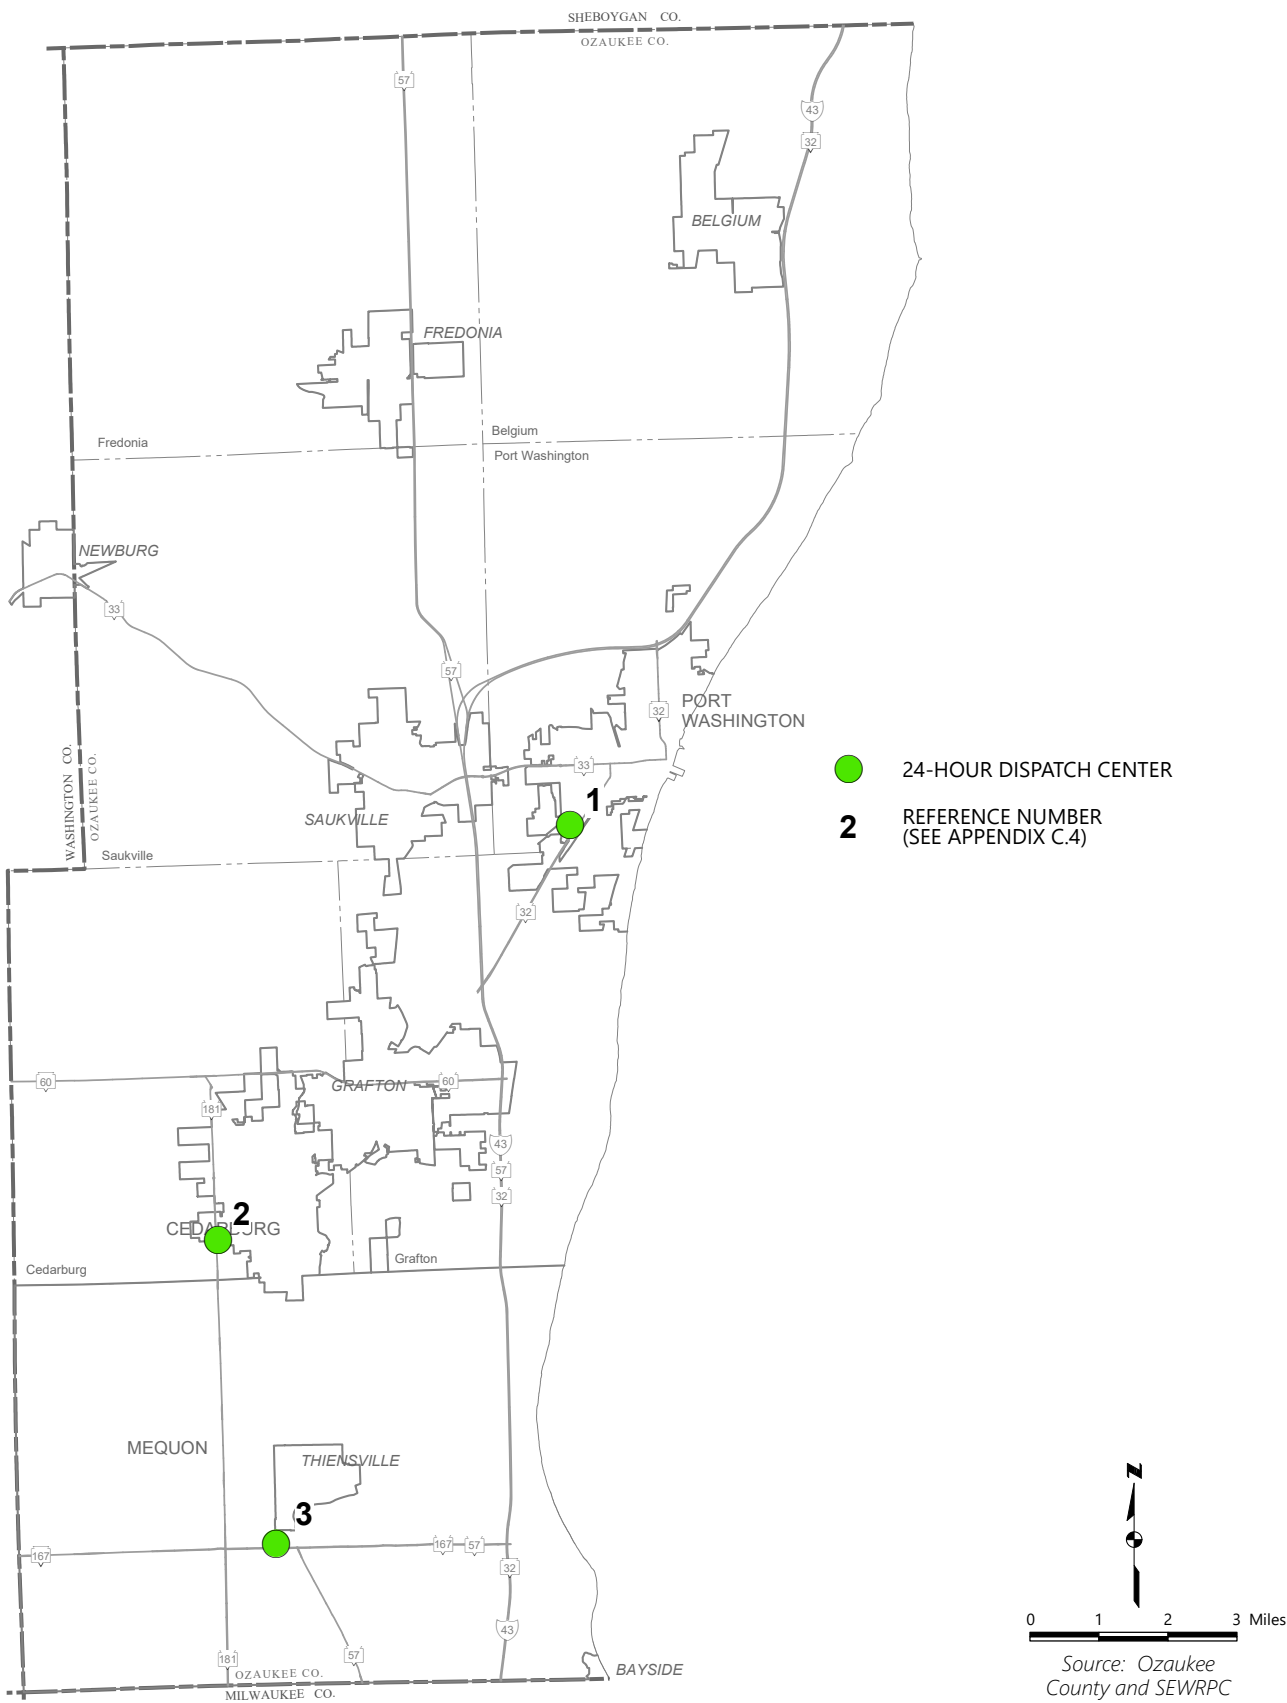 SHEBOYGAN CO.
OZAUKEE CO.
57
43
32
BELGIUM
FREDONIA
Fredonia
Belgium
Port Washington
NEWBURG
33
57
32
PORT
WASHINGTON
WASHINGTON CO.
OZAUKEE CO.
33
24-HOUR DISPATCH CENTER
1
2
REFERENCE NUMBER
(SEE APPENDIX C.4)
SAUKVILLE
Saukville
32
60
GRAFTON
60
181
43
57
32
2
CEDARBURG
Cedarburg
Grafton
MEQUON
THIENSVILLE
3
167
167
57
32
43
181
57
OZAUKEE CO.
MILWAUKEE CO.
BAYSIDE
N
0 1 2 3 Miles
Source: Ozaukee
County and SEWRPC